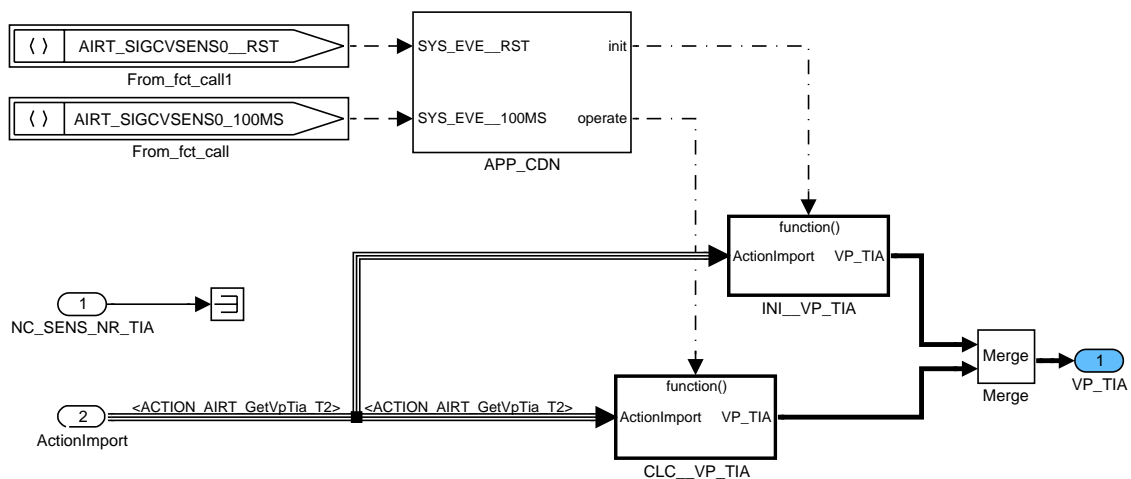 AIRT_SIGCVSENS0__RST
From_fct_call1
AIRT_SIGCVSENS0_100MS
From_fct_call
SYS_EVE__RST
init
SYS_EVE__100MS
operate
APP_CDN
function()
ActionImport
VP_TIA
INI__VP_TIA
1
NC_SENS_NR_TIA
2
ActionImport
<ACTION_AIRT_GetVpTia_T2>
<ACTION_AIRT_GetVpTia_T2>
function()
ActionImport
VP_TIA
CLC__VP_TIA
Merge
Merge
1
VP_TIA